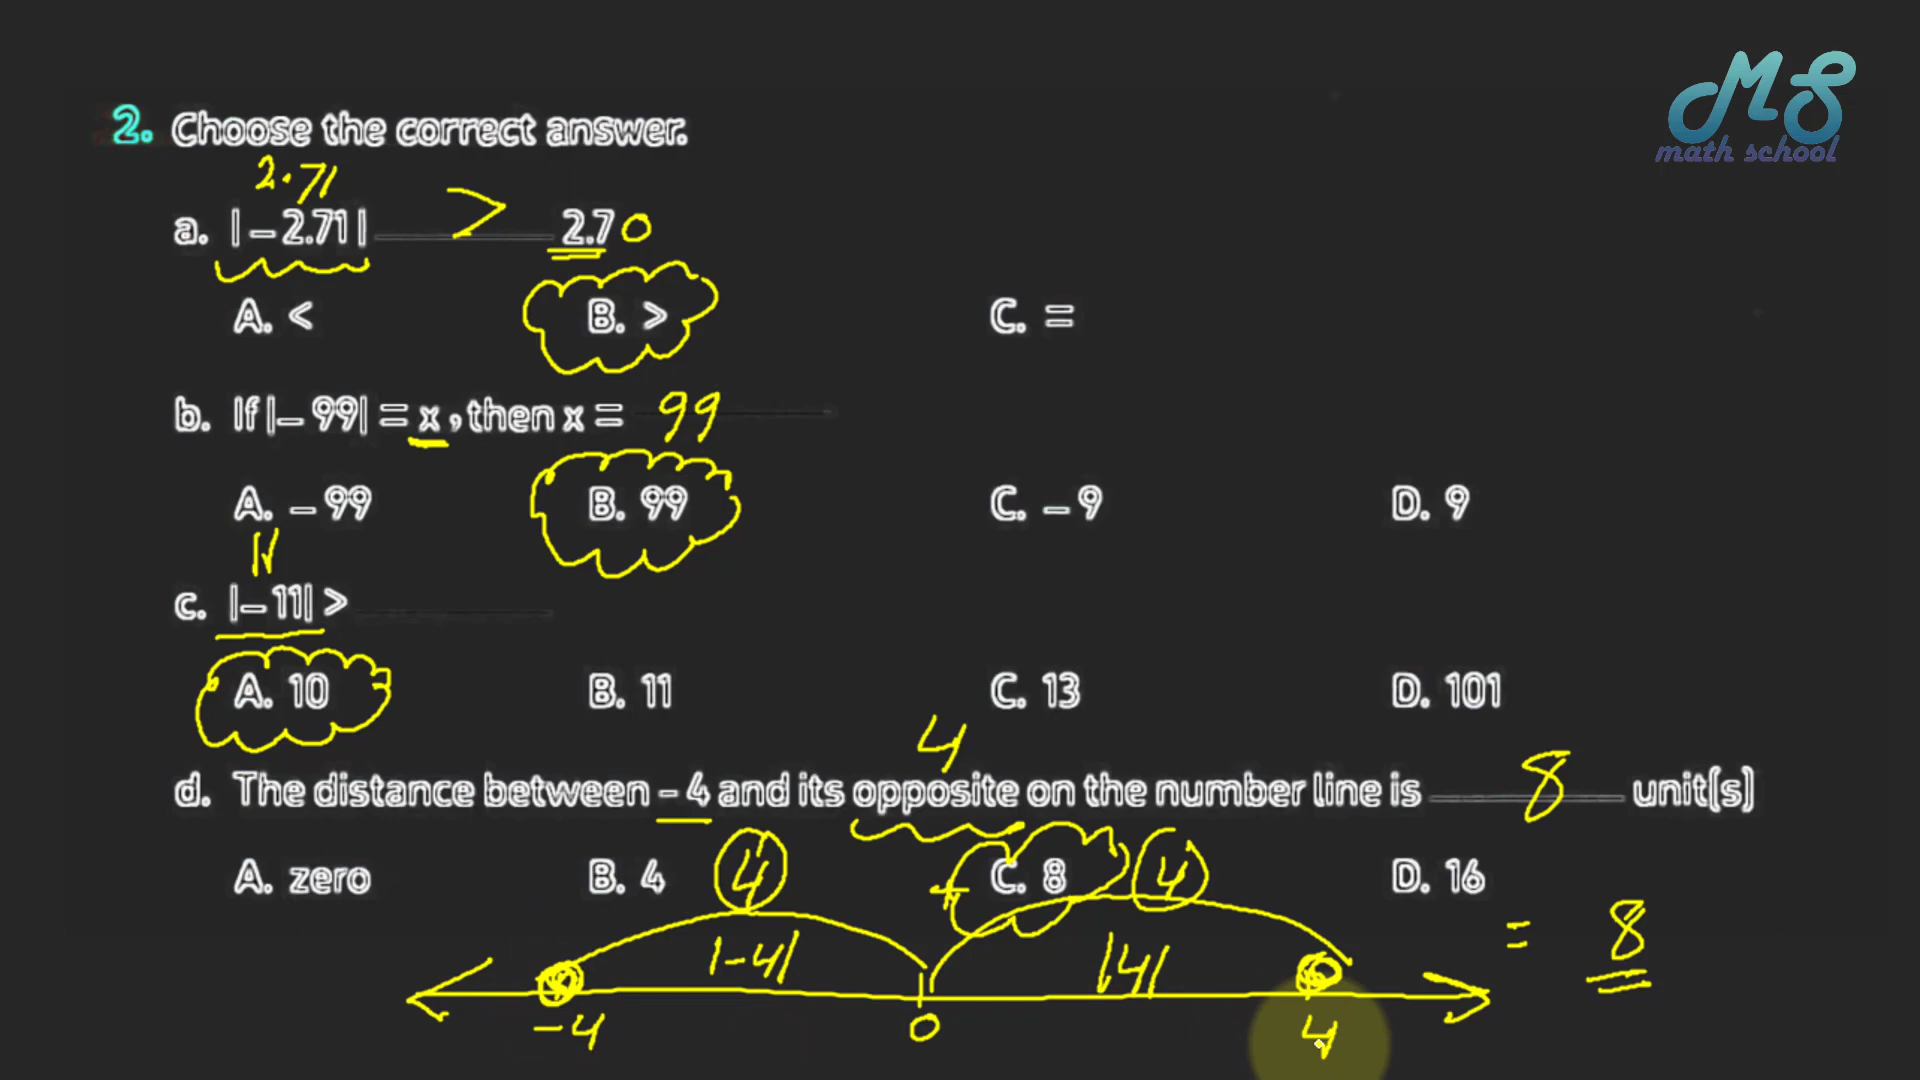 MS
math school
2. Choose the correct answer.
2.71
a. |– 2.71| > 2.70
A. < B. > C. =
b. If |– 99| = x, then x = 99
A. – 99 B. 99 C. – 9 D. 9
11
c. |– 11| >
A. 10 B. 11 C. 13 D. 101
4
d. The distance between – 4 and its opposite on the number line is 8 unit(s)
A. zero B. 4 4 + C. 8 4 D. 16
|-4| |4| = 8
-4 0 4